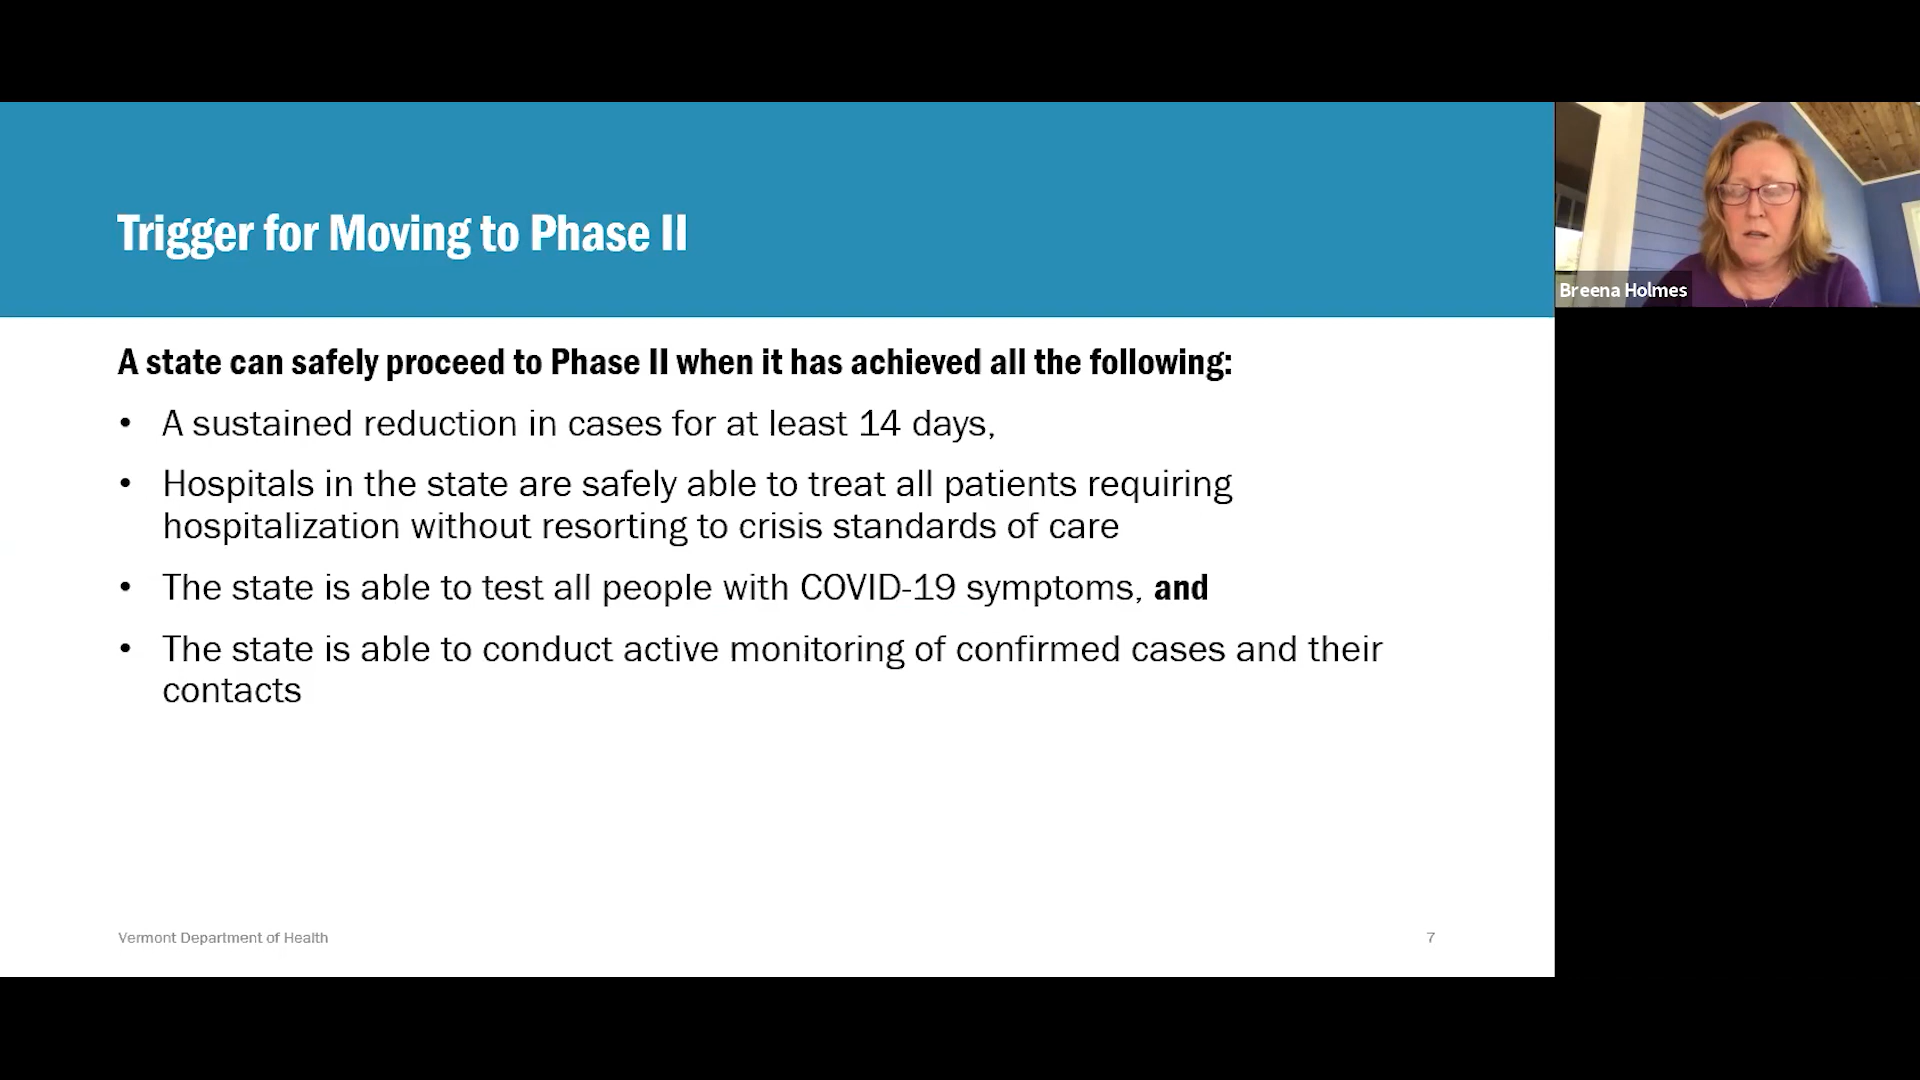 Trigger for Moving to Phase II
Breena Holmes
A state can safely proceed to Phase II when it has achieved all the following:
• A sustained reduction in cases for at least 14 days,
• Hospitals in the state are safely able to treat all patients requiring
hospitalization without resorting to crisis standards of care
• The state is able to test all people with COVID-19 symptoms, and
• The state is able to conduct active monitoring of confirmed cases and their
contacts
Vermont Department of Health
7